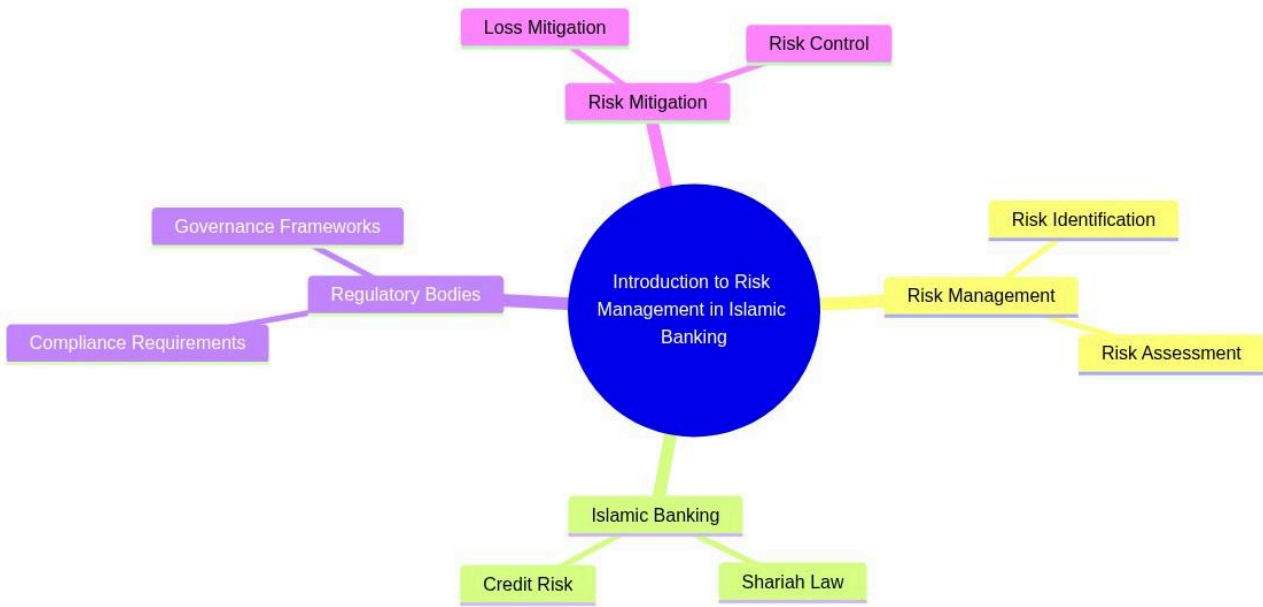 Loss Mitigation
Risk Control
Risk Mitigation
Governance Frameworks
Risk Identification
Regulatory Bodies
Introduction to Risk
Management in Islamic
Banking
Risk Management
Compliance Requirements
Risk Assessment
Islamic Banking
Credit Risk
Shariah Law